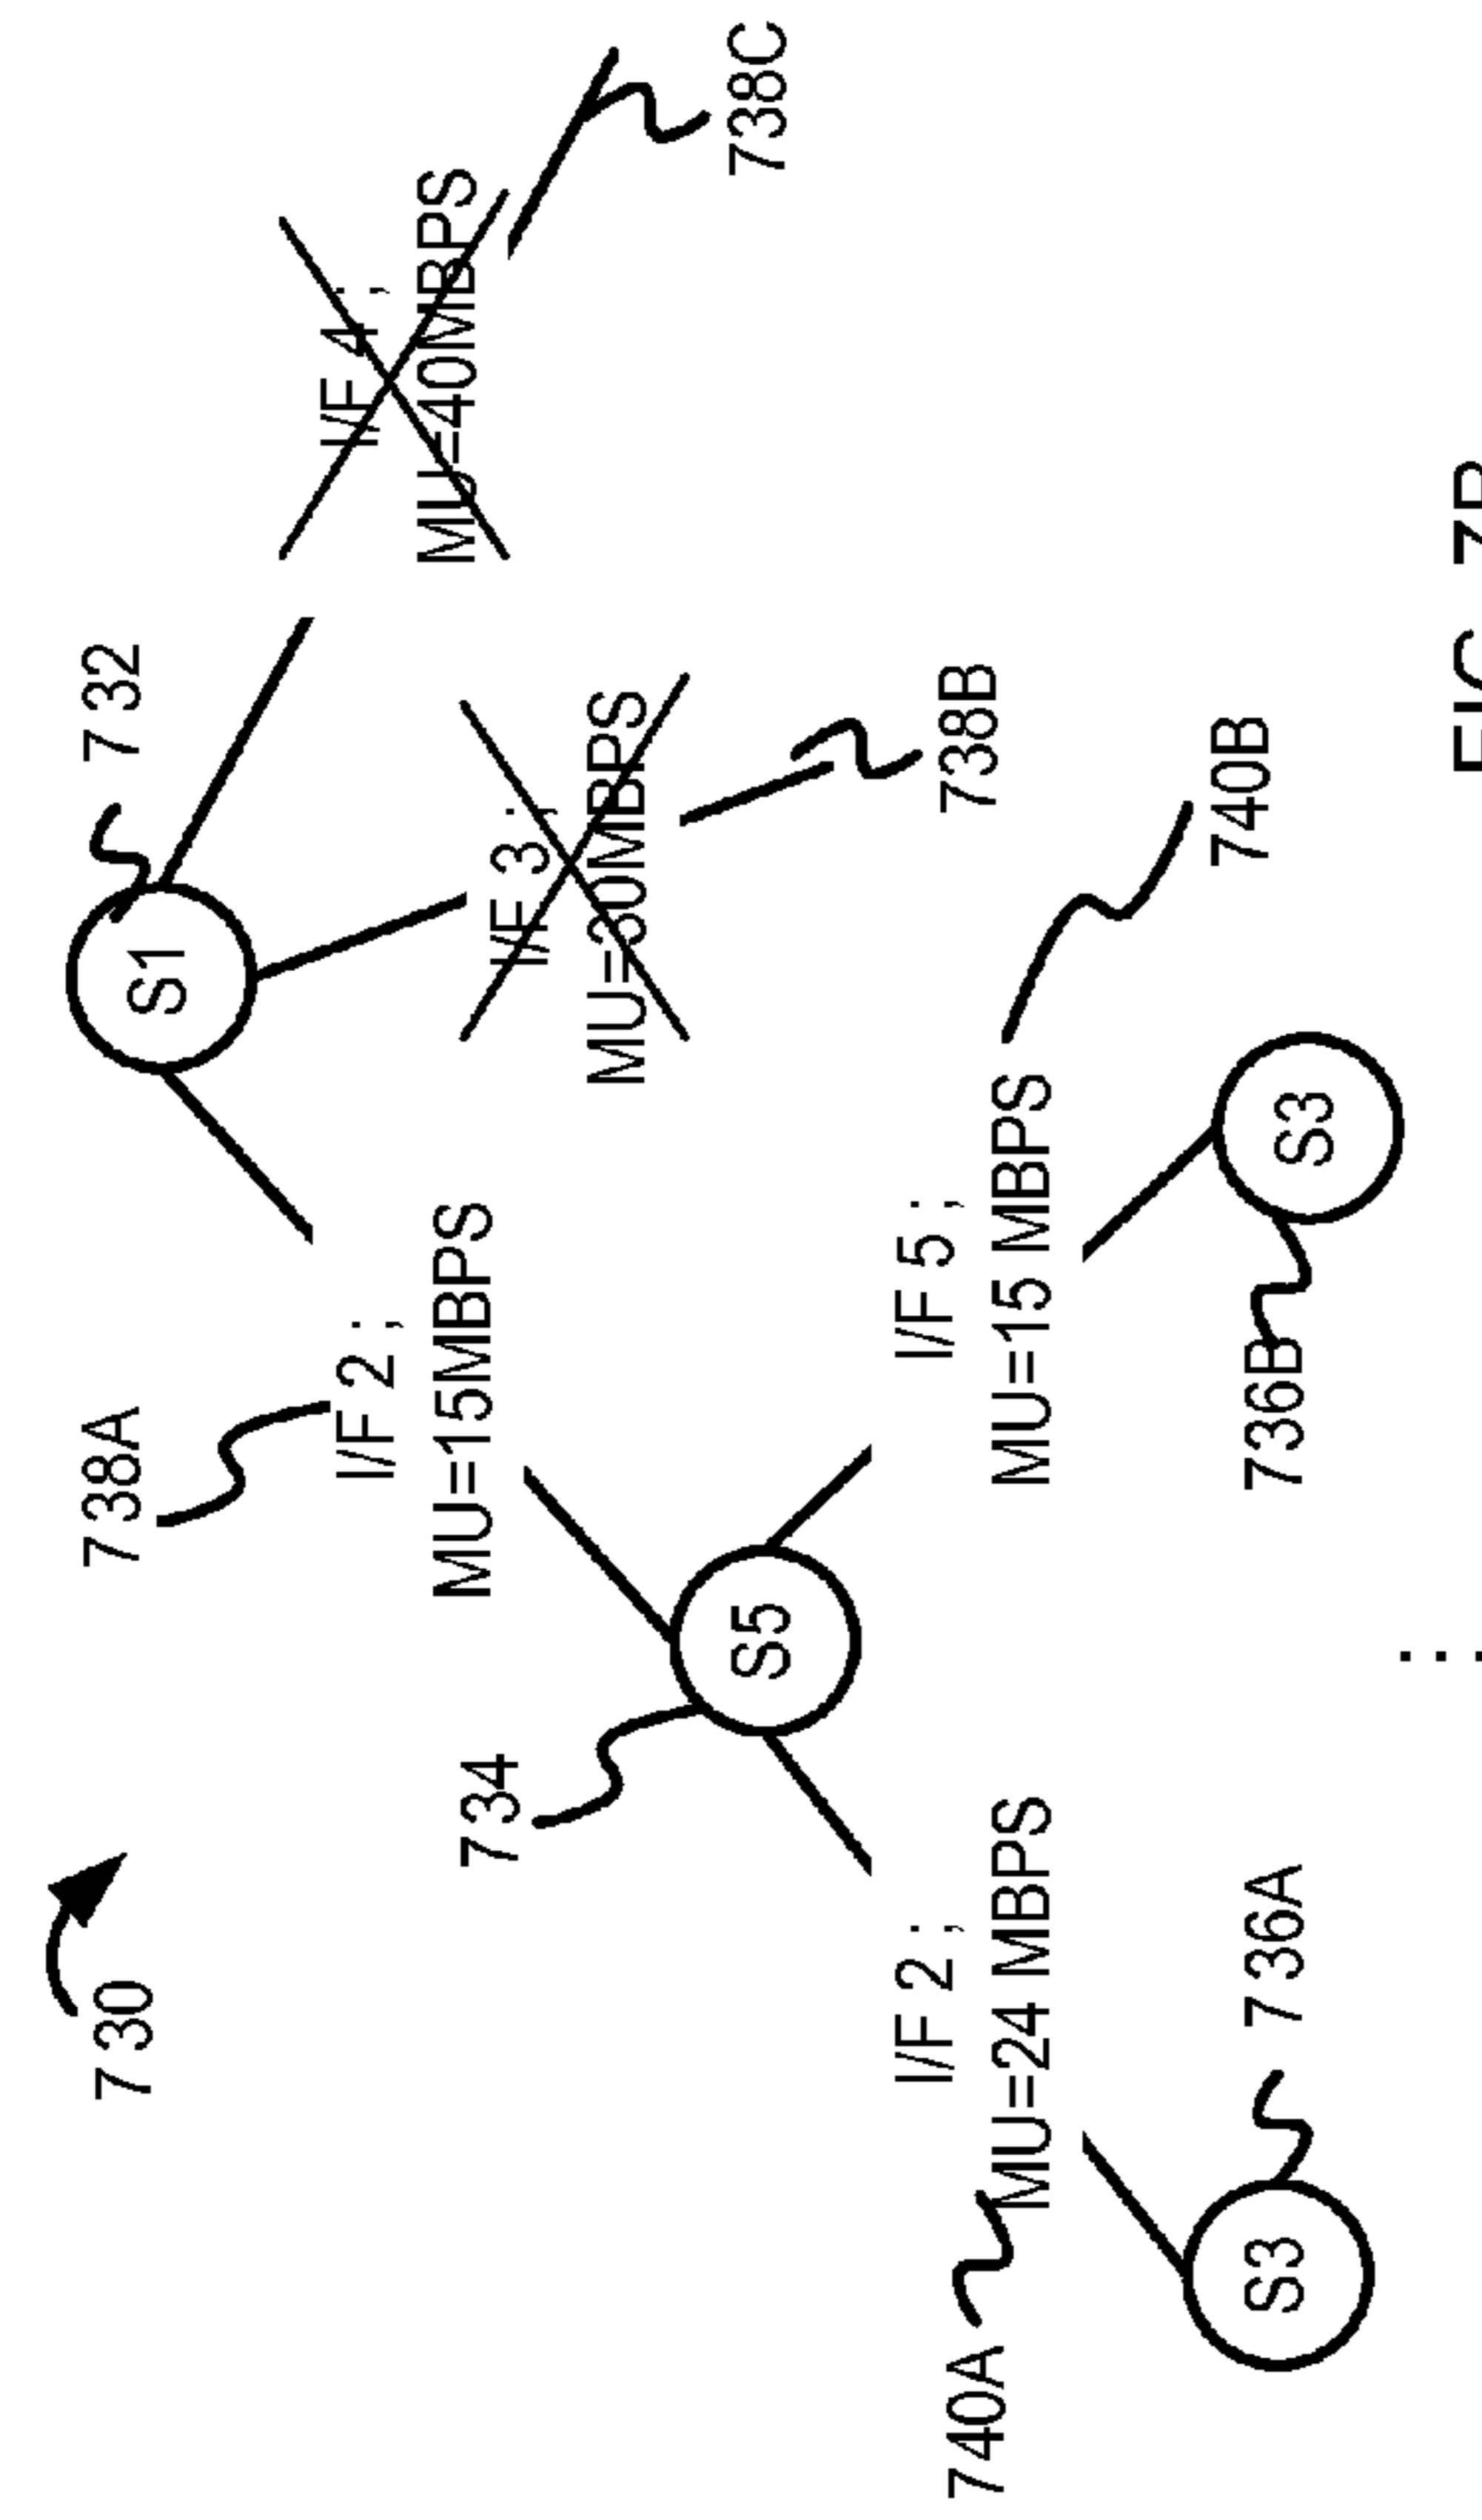 730
738A
732
S1
I/F 2 ;
MU=15MBPS
I/F 3 ;
MU=30MBPS
I/F 4 ;
MU=40MBPS
738C
734
S5
738B
I/F 2 ;
MU=24 MBPS
I/F 5 ;
MU=15 MBPS
740A
740B
S3
736A
736B
S3